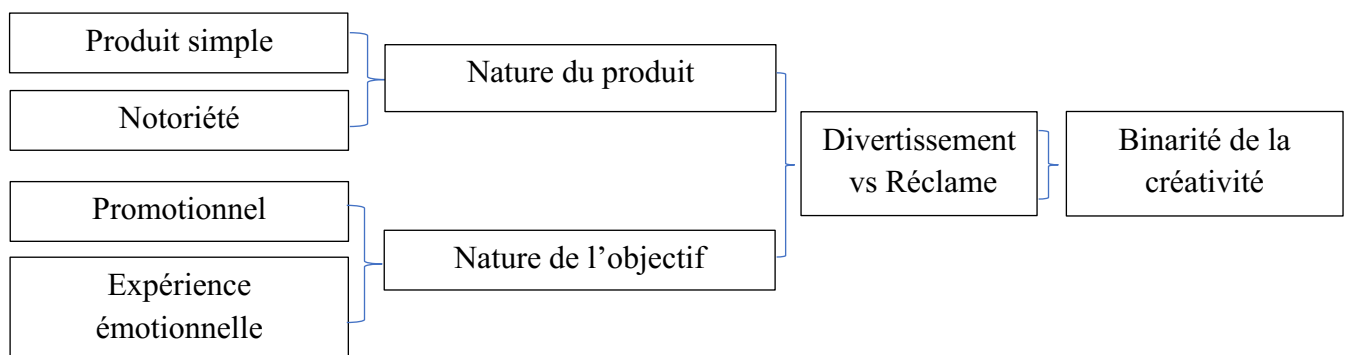 Produit simple
Notoriété
Nature du produit
Promotionnel
Expérience
émotionnelle
Nature de l’objectif
Divertissement
vs Réclame
Binarité de la
créativité